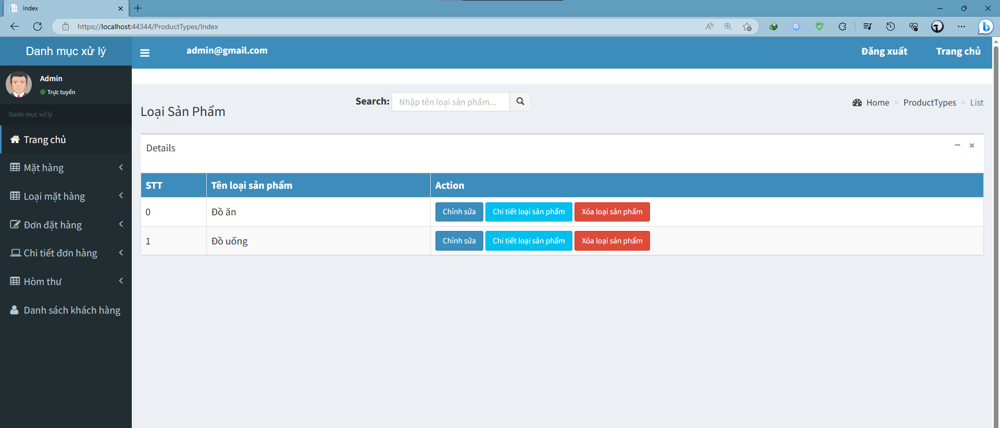 Index
https://localhost:44344/ProductTypes/Index
Danh mục xử lý
admin@gmail.com
Đăng xuất
Trang chủ
Admin
Trực tuyến
Danh mục xử lý
Trang chủ
Mặt hàng
Loại mặt hàng
Đơn đặt hàng
Chi tiết đơn hàng
Hòm thư
Danh sách khách hàng
Loại Sản Phẩm
Search: Nhập tên loại sản phẩm...
Home > ProductTypes > List
Details
STT Tên loại sản phẩm Action
0 Đồ ăn Chỉnh sửa Chi tiết loại sản phẩm Xóa loại sản phẩm
1 Đồ uống Chỉnh sửa Chi tiết loại sản phẩm Xóa loại sản phẩm